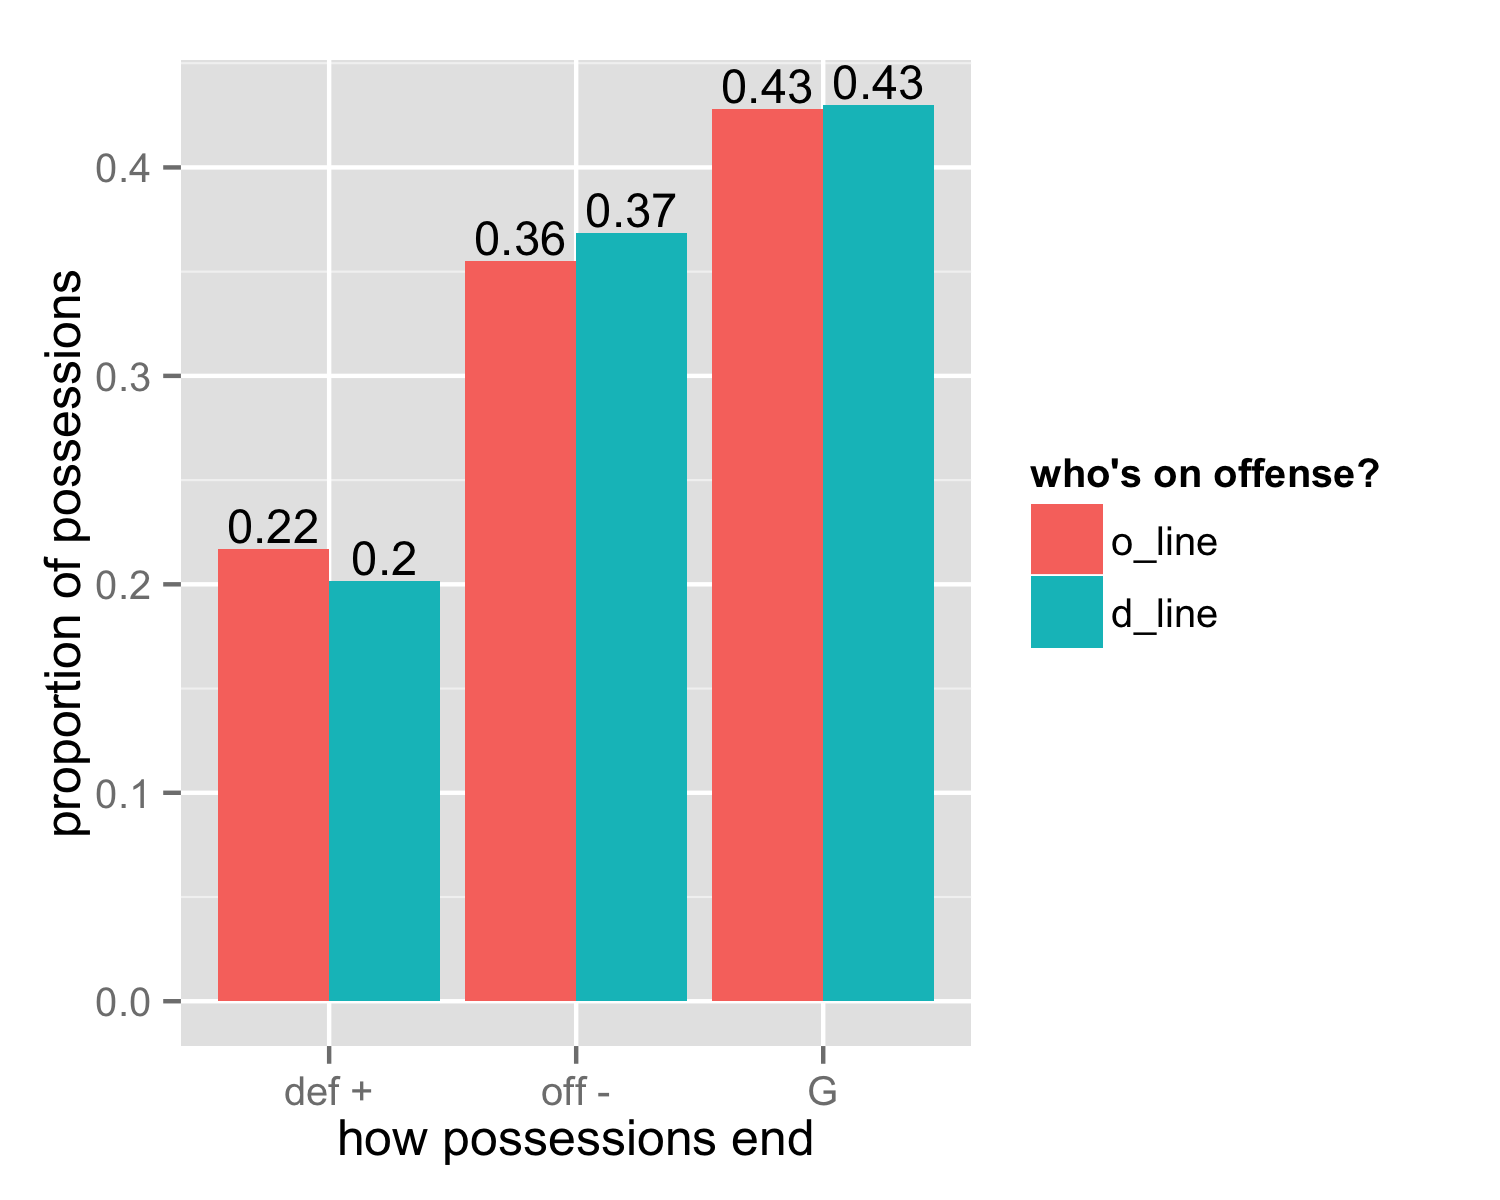 0.43 0.43
0.37
0.36
0.22
0.2
0.4
0.3
0.2
0.1
0.0
proportion of possessions
def + off - G
how possessions end
who's on offense?
o_line
d_line